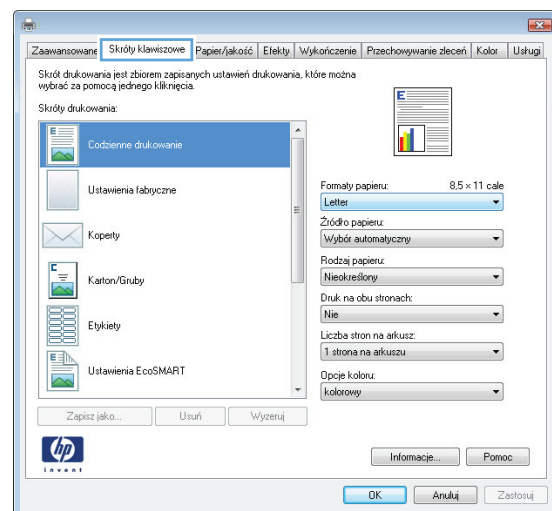 Zaawansowane Skróty klawiszowe Papier/jakość Efekty Wykończenie Przechowywanie zleceń Kolor Usługi
Skrót drukowania jest zbiorem zapisanych ustawień drukowania, które można
wybrać za pomocą jednego kliknięcia.
Skróty drukowania:
Codzienne drukowanie
Ustawienia fabryczne
Koperty
Karton/Gruby
Etykiety
Ustawienia EcoSMART
Zapisz jako... Usuń Wyzeruj
E
Formaty papieru: 8,5 × 11 cale
Letter
Źródło papieru:
Wybór automatyczny
Rodzaj papieru:
Nieokreślony
Druk na obu stronach:
Nie
Liczba stron na arkusz:
1 strona na arkuszu
Opcje koloru:
kolorowy
hp
invent
Informacje... Pomoc
OK Anuluj Zastosuj